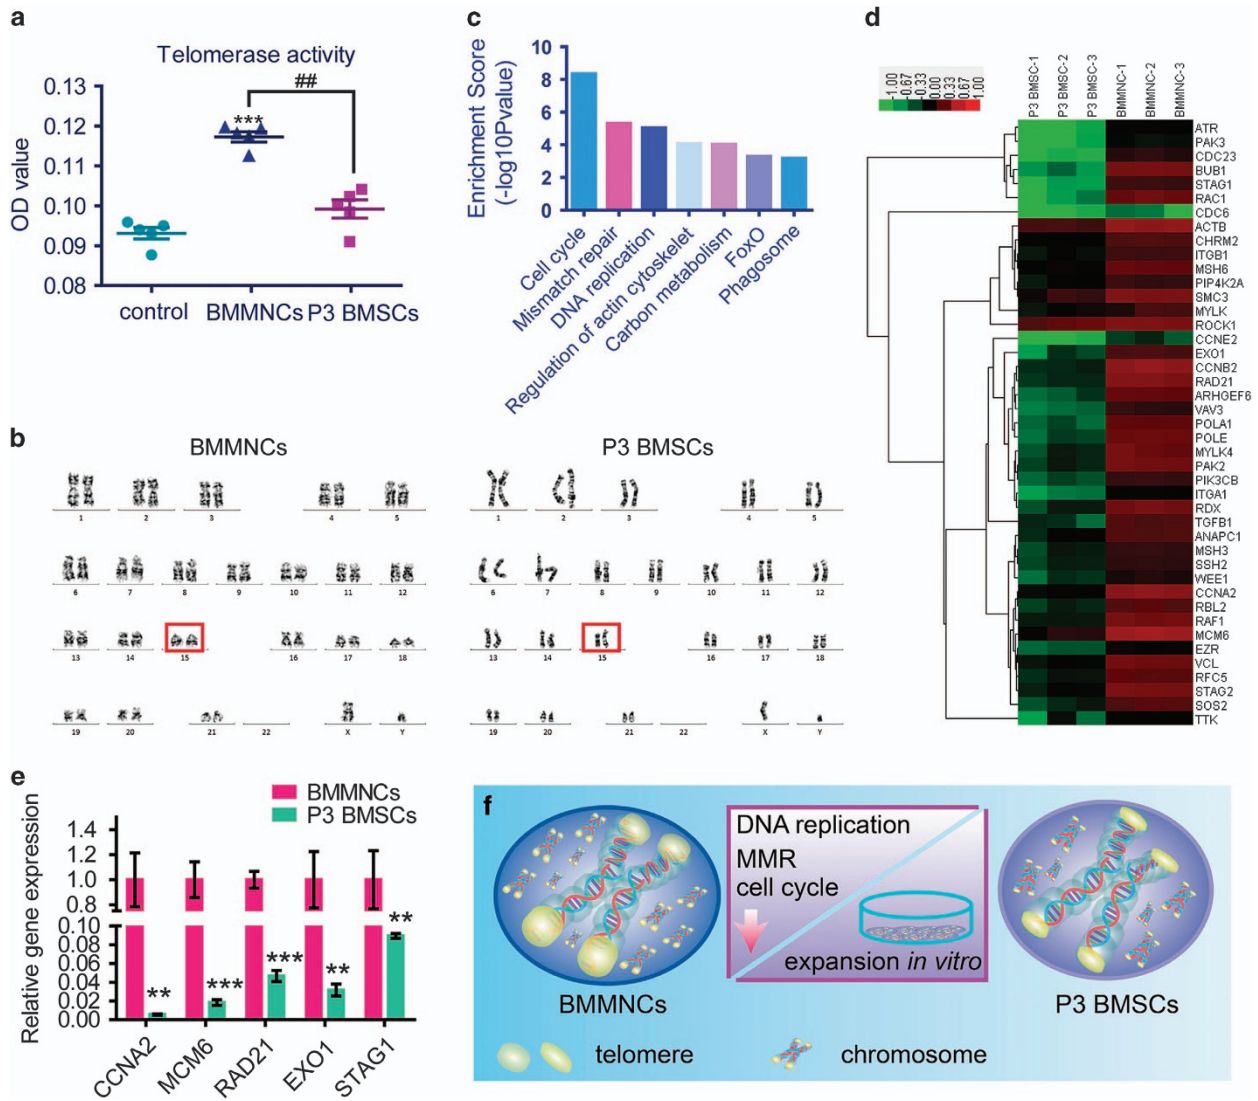 a
Telomerase activity
OD value
0.13
0.12
0.11
0.10
0.09
0.08
***
##
control BMMNCs P3 BMSCs
c
Enrichment Score
(-log10Pvalue)
10
8
6
4
2
0
Cell cycle
Mismatch repair
DNA replication
Regulation of actin cytoskelet
Carbon metabolism
FoxO
Phagosome
d
-1.00
-0.67
-0.33
0.00
0.33
0.67
1.00
P3 BMSC-1
P3 BMSC-2
P3 BMSC-3
BMMNC-1
BMMNC-2
BMMNC-3
ATR
PAK3
CDC23
BUB1
STAG1
RAC1
CDC6
ACTB
CHRM2
ITGB1
MSH6
PIP4K2A
SMC3
MYLK
ROCK1
CCNE2
EXO1
CCNB2
RAD21
ARHGEF6
VAV3
POLA1
POLE
MYLK4
PAK2
PIK3CB
ITGA1
RDX
TGFB1
ANAPC1
MSH3
SSH2
WEE1
CCNA2
RBL2
RAF1
MCM6
EZR
VCL
RFC5
STAG2
SOS2
TTK
b
BMMNCs
1 2 3 4 5
6 7 8 9 10 11 12
13 14 15 16 17 18
19 20 21 22 X Y
P3 BMSCs
1 2 3 4 5
6 7 8 9 10 11 12
13 14 15 16 17 18
19 20 21 22 X Y
e
BMMNCs
P3 BMSCs
Relative gene expression
1.4
1.2
1.0
0.8
0.10
0.08
0.06
0.04
0.02
0.00
**
***
***
**
**
CCNA2
MCM6
RAD21
EXO1
STAG1
f
DNA replication
MMR
cell cycle
expansion in vitro
BMMNCs
P3 BMSCs
telomere
chromosome